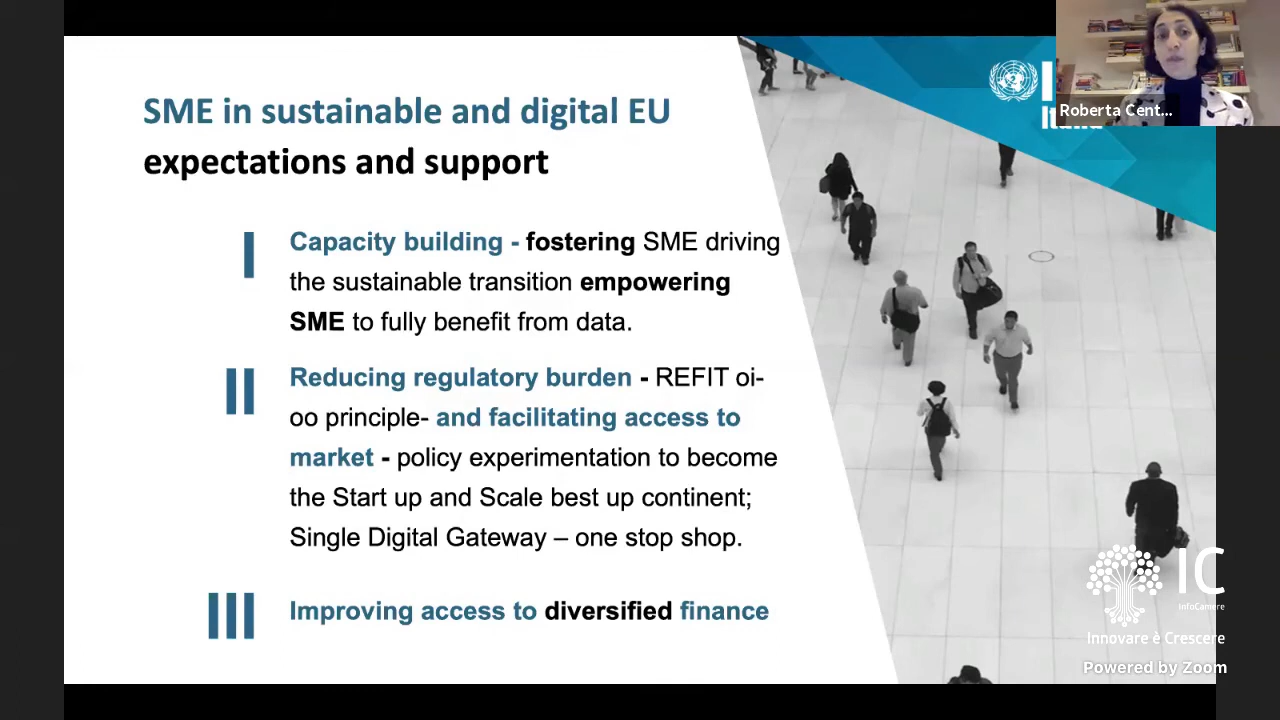 SME in sustainable and digital EU
expectations and support
I
Capacity building - fostering SME driving
the sustainable transition empowering
SME to fully benefit from data.
II
Reducing regulatory burden - REFIT oi-
oo principle- and facilitating access to
market - policy experimentation to become
the Start up and Scale best up continent;
Single Digital Gateway – one stop shop.
III
Improving access to diversified finance
Roberta Cent...
IC
InfoCamere
Innovare è Crescere
Powered by Zoom